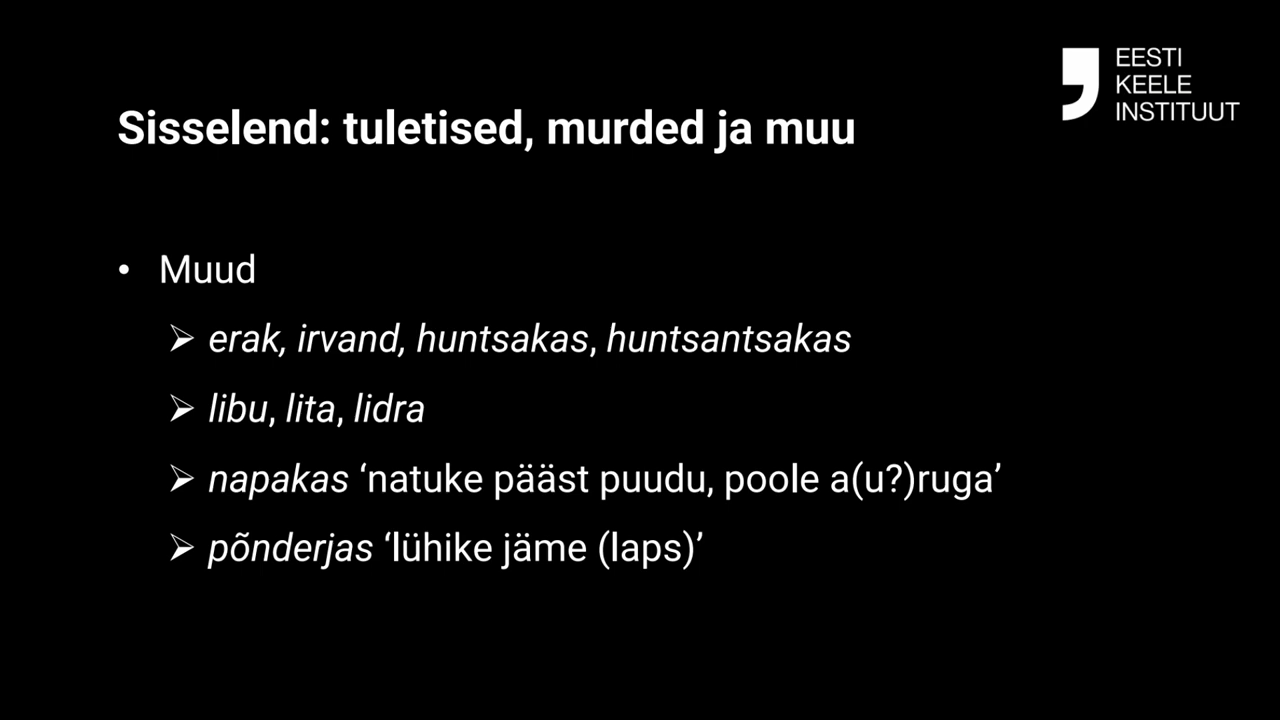 EESTI
KEELE
INSTITUUT
Sisselend: tuletised, murded ja muu
• Muud
➢ erak, irvand, huntsakas, huntsantsakas
➢ libu, lita, lidra
➢ napakas ‘natuke pääst puudu, poole a(u?)ruga’
➢ põnderjas ‘lühike jäme (laps)’